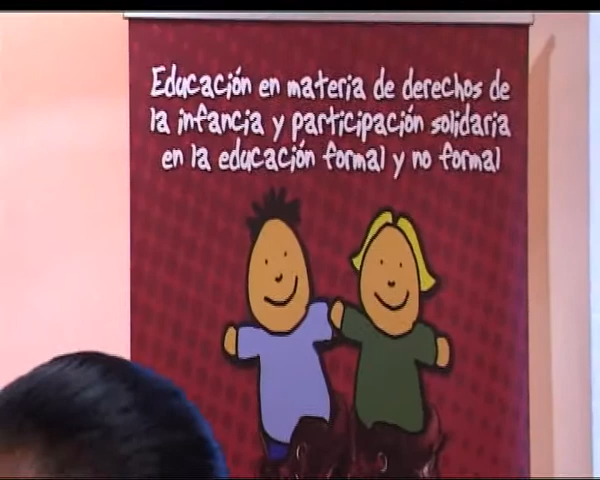 Educación en materia de derechos de
la infancia y participación solidaria
en la educación formal y no formal